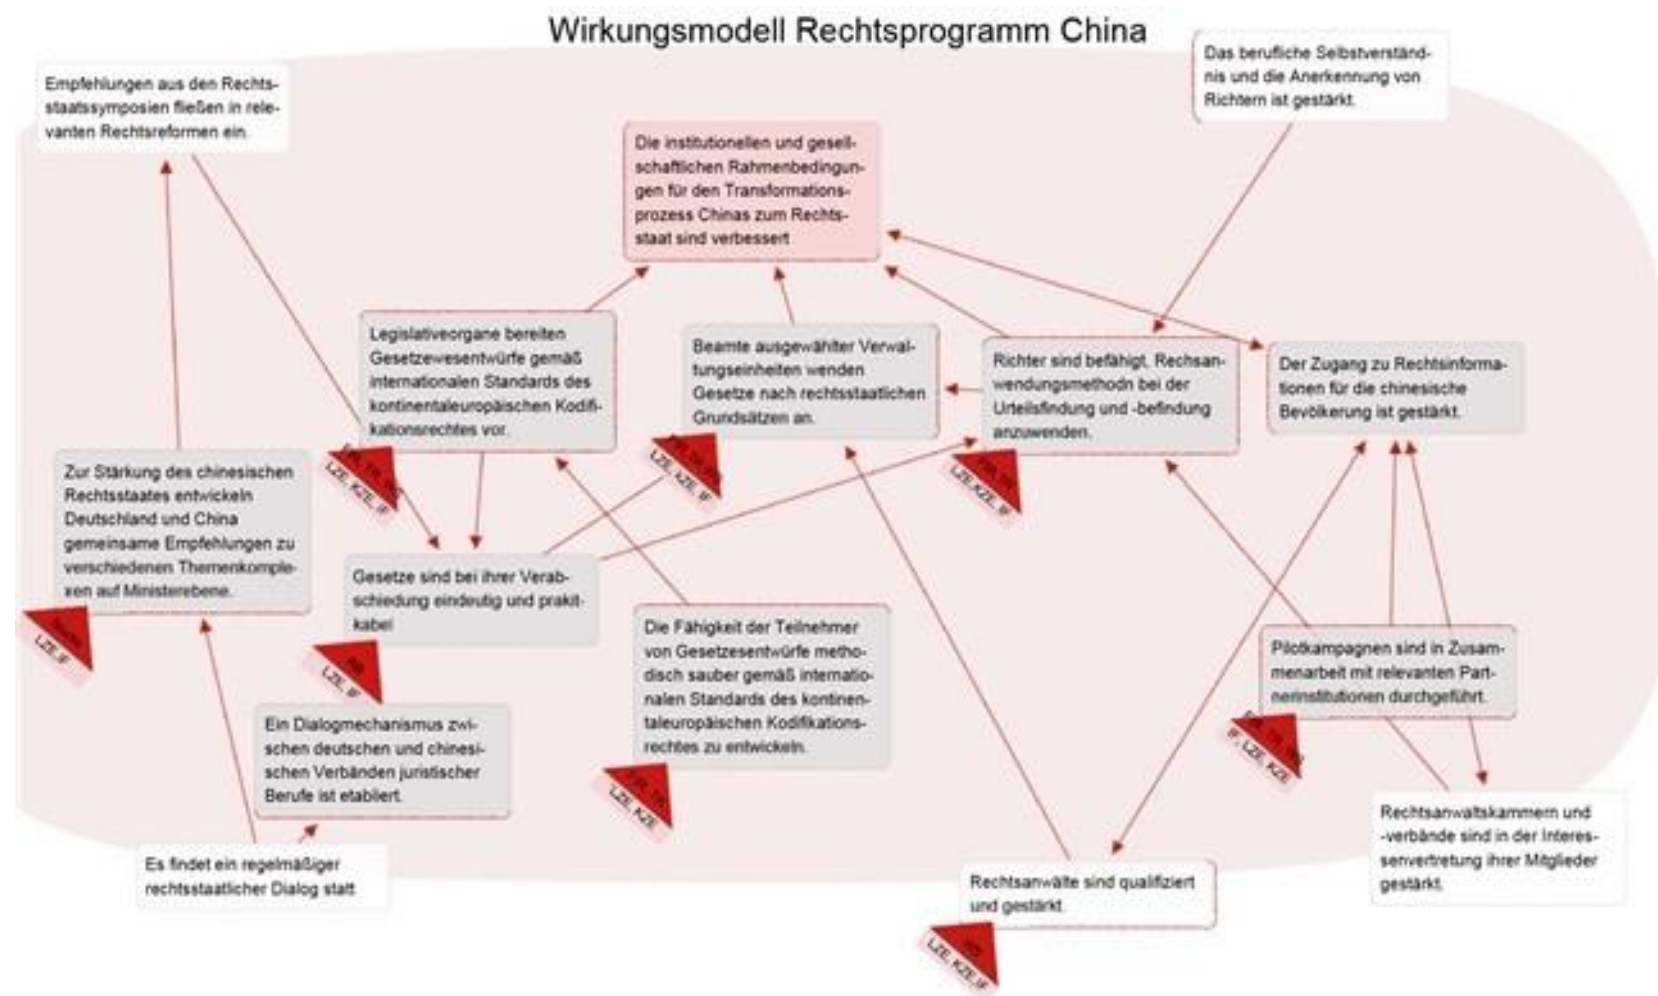 Wirkungsmodell Rechtsprogramm China
Empfehlungen aus den Rechts-
staatssymposien fließen in rele-
vanten Rechtsreformen ein.
Das berufliche Selbstverständ-
nis und die Anerkennung von
Richtern ist gestärkt.
Die institutionellen und gesell-
schaftlichen Rahmenbedingun-
gen für den Transformations-
prozess Chinas zum Rechts-
staat sind verbessert
Legislativeorgane bereiten
Gesetzewesentwürfe gemäß
internationalen Standards des
kontinentaleuropäischen Kodifi-
kationsrechtes vor.
LZE, KZE, IF
Beamte ausgewählter Verwal-
tungseinheiten wenden
Gesetze nach rechtsstaatlichen
Grundsätzen an.
LZE, kZE, IF
Richter sind befähigt, Rechsan-
wendungsmethodn bei der
Urteilsfindung und -befindung
anzuwenden.
LZE,KZE, IF
Der Zugang zu Rechtsinforma-
tionen für die chinesische
Bevölkerung ist gestärkt.
Zur Stärkung des chinesischen
Rechtsstaates entwickeln
Deutschland und China
gemeinsame Empfehlungen zu
verschiedenen Themenkomple-
xen auf Ministerebene.
LZE,IF
Gesetze sind bei ihrer Verab-
schiedung eindeutig und prakit-
kabel
LZE, IF
Die Fähigkeit der Teilnehmer
von Gesetzesentwürfe metho-
disch sauber gemäß internatio-
nalen Standards des kontinen-
taleuropäischen Kodifikations-
rechtes zu entwickeln.
LZE, KZE
Pilotkampagnen sind in Zusam-
menarbeit mit relevanten Part-
nerinstitutionen durchgeführt.
IF, LZE, KZE
Ein Dialogmechanismus zwi-
schen deutschen und chinesi-
schen Verbänden juristischer
Berufe ist etabliert.
Es findet ein regelmäßiger
rechtsstaatlicher Dialog statt
Rechtsanwälte sind qualifiziert
und gestärkt.
LZE, KZE,IF
Rechtsanwaltskammern und
-verbände sind in der Interes-
senvertretung ihrer Mitglieder
gestärkt.